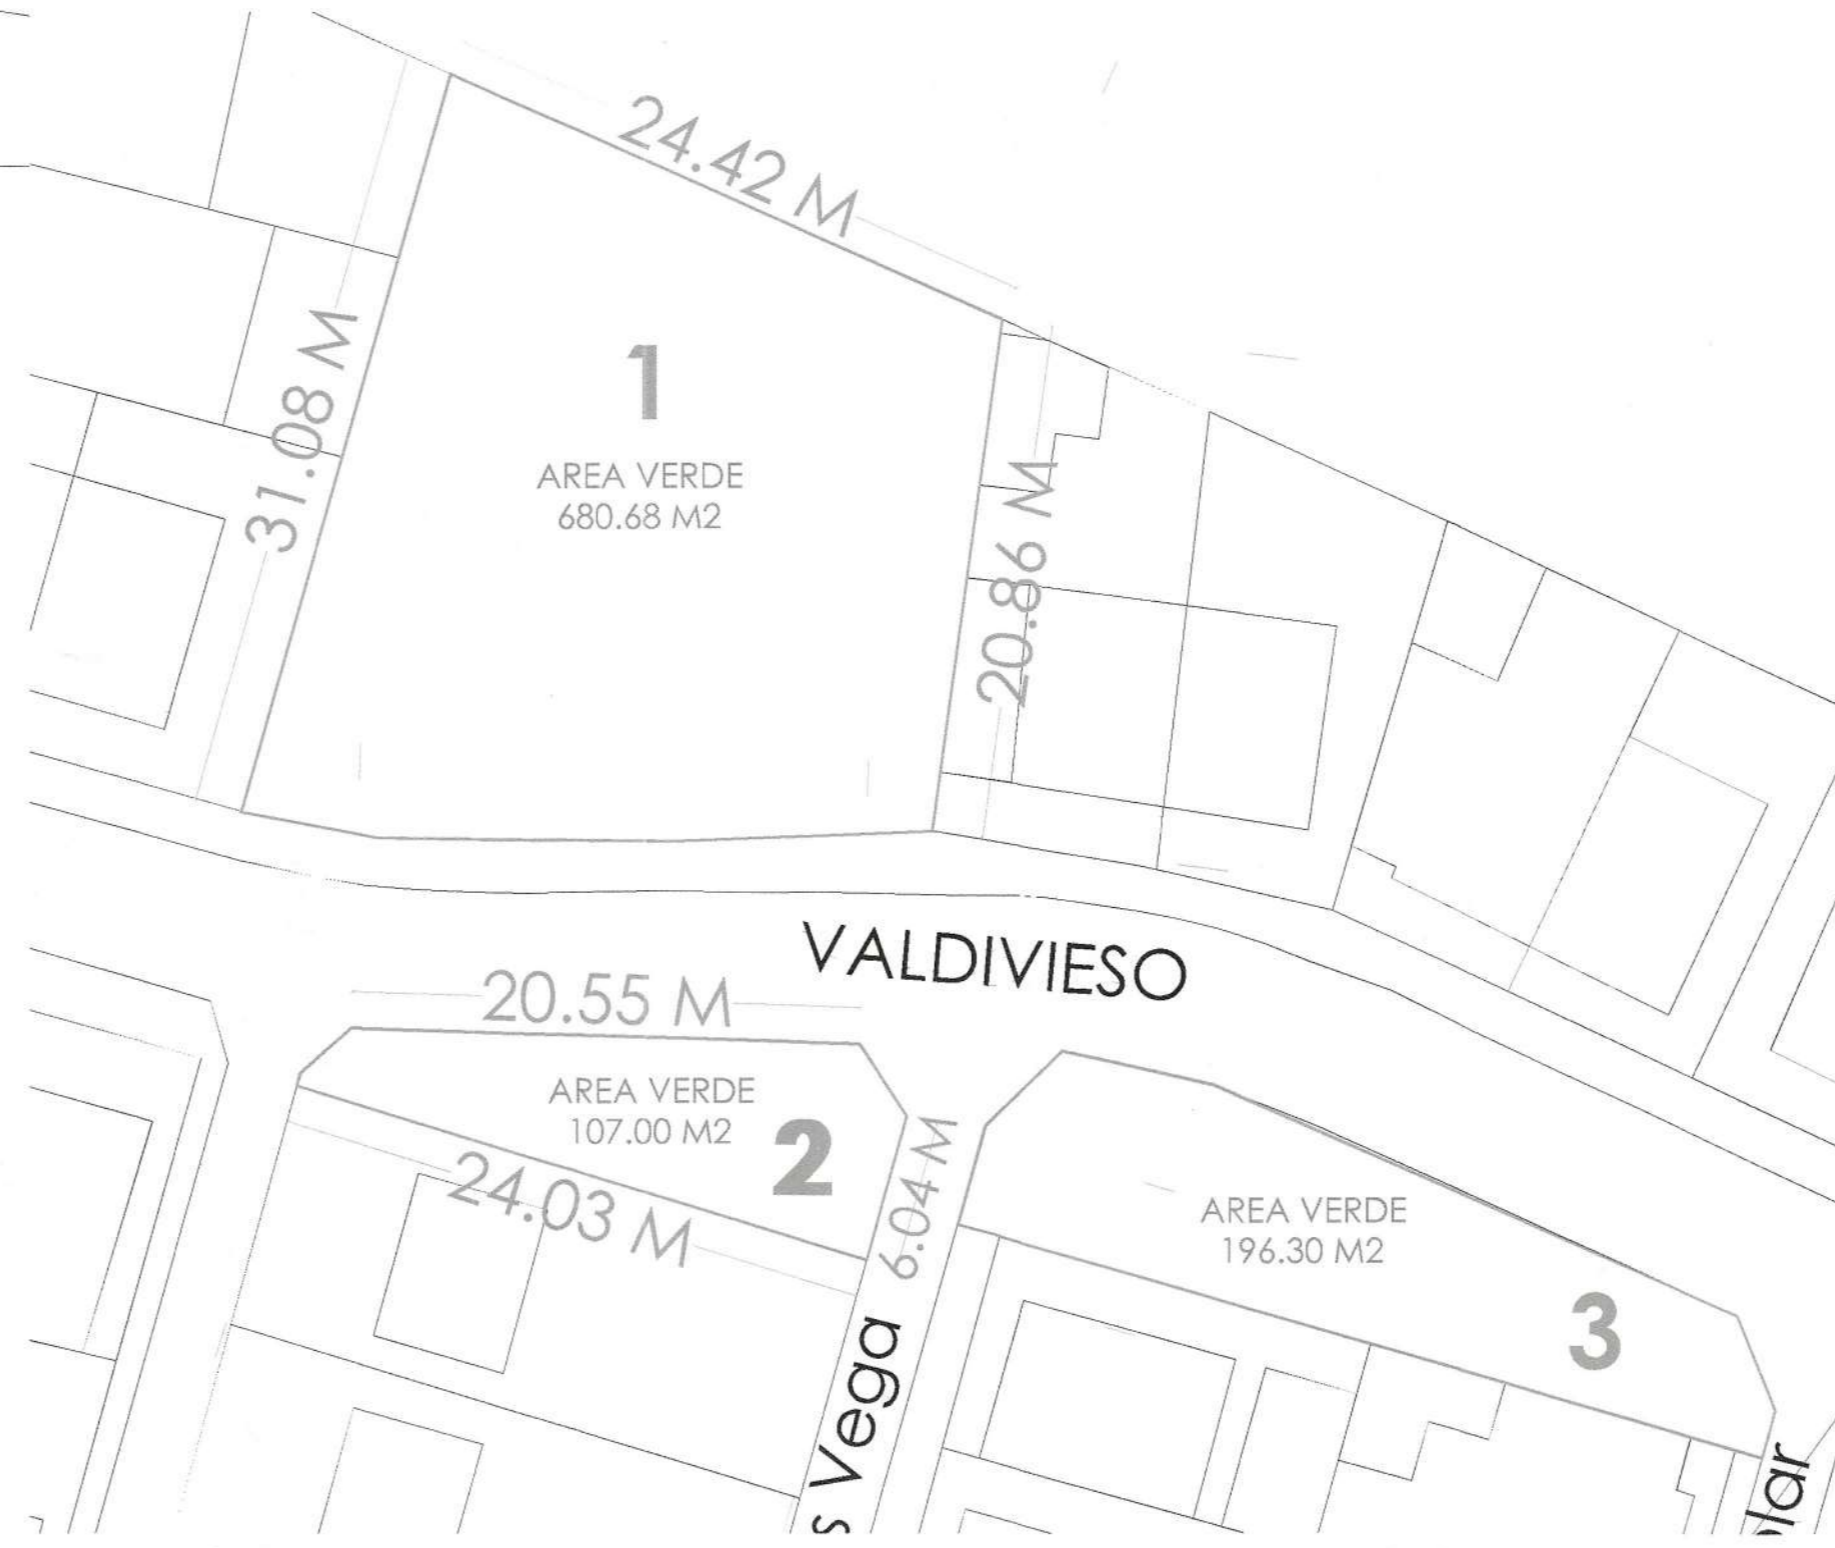 24.42 M
31.08 M
1
AREA VERDE
680.68 M2
20.86 M
VALDIVIESO
20.55 M
AREA VERDE
107.00 M2
2
24.03 M
6.04 M
AREA VERDE
196.30 M2
3
s Vega
lar